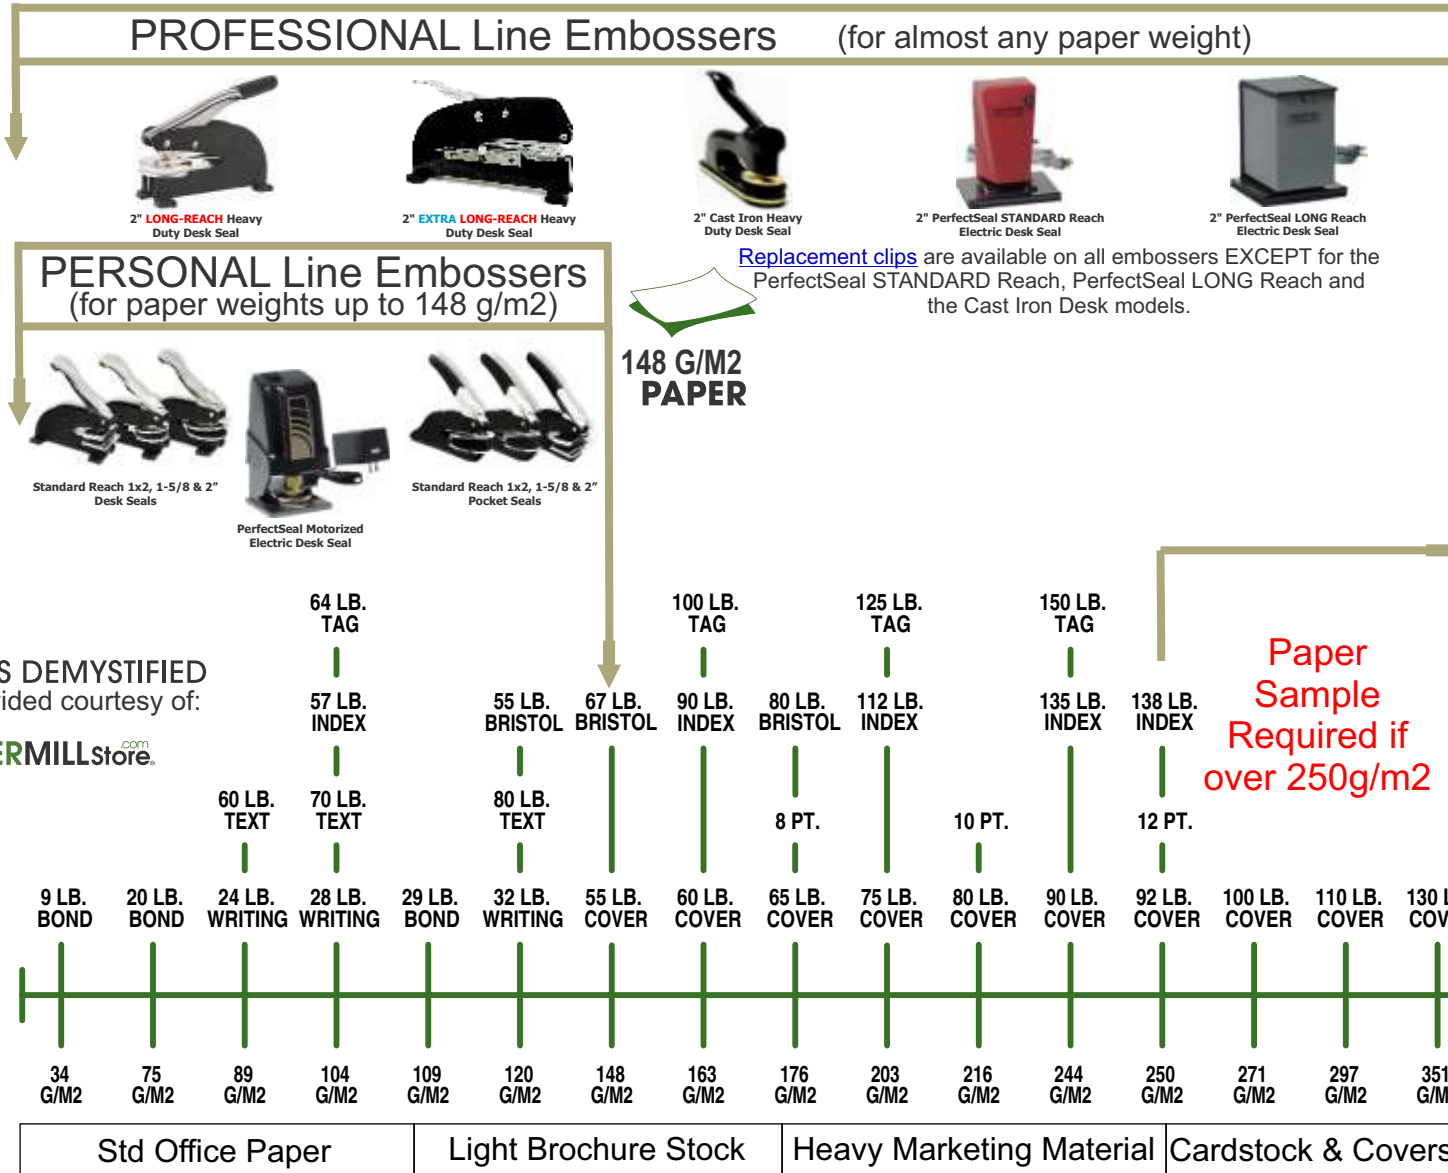 PROFESSIONAL Line Embossers (for almost any paper weight)
2" LONG-REACH Heavy
Duty Desk Seal
2" EXTRA LONG-REACH Heavy
Duty Desk Seal
2" Cast Iron Heavy
Duty Desk Seal
2" PerfectSeal STANDARD Reach
Electric Desk Seal
2" PerfectSeal LONG Reach
Electric Desk Seal
Replacement clips are available on all embossers EXCEPT for the
PerfectSeal STANDARD Reach, PerfectSeal LONG Reach and
the Cast Iron Desk models.
PERSONAL Line Embossers
(for paper weights up to 148 g/m2)
148 G/M2
PAPER
Standard Reach 1x2, 1-5/8 & 2”
Desk Seals
PerfectSeal Motorized
Electric Desk Seal
Standard Reach 1x2, 1-5/8 & 2”
Pocket Seals
64 LB.
TAG
100 LB.
TAG
125 LB.
TAG
150 LB.
TAG
S DEMYSTIFIED
vided courtesy of:
ERMILLstore.com
57 LB.
INDEX
55 LB.
BRISTOL
67 LB.
BRISTOL
90 LB.
INDEX
80 LB.
BRISTOL
112 LB.
INDEX
135 LB.
INDEX
138 LB.
INDEX
Paper
Sample
Required if
over 250g/m2
60 LB.
TEXT
70 LB.
TEXT
80 LB.
TEXT
8 PT.
10 PT.
12 PT.
9 LB.
BOND
20 LB.
BOND
24 LB.
WRITING
28 LB.
WRITING
29 LB.
BOND
32 LB.
WRITING
55 LB.
COVER
60 LB.
COVER
65 LB.
COVER
75 LB.
COVER
80 LB.
COVER
90 LB.
COVER
92 LB.
COVER
100 LB.
COVER
110 LB.
COVER
130 L
COV
34
G/M2
75
G/M2
89
G/M2
104
G/M2
109
G/M2
120
G/M2
148
G/M2
163
G/M2
176
G/M2
203
G/M2
216
G/M2
244
G/M2
250
G/M2
271
G/M2
297
G/M2
351
G/M
Std Office Paper
Light Brochure Stock
Heavy Marketing Material
Cardstock & Covers